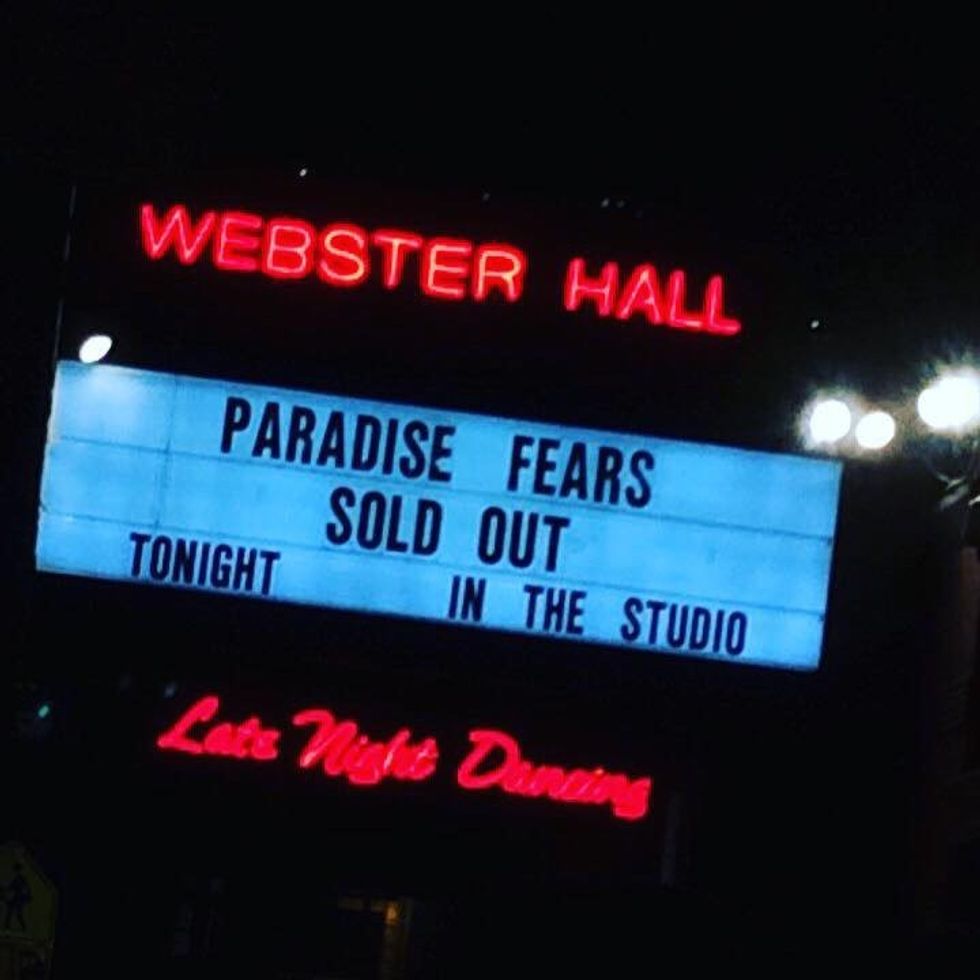 WEBSTER HALL
PARADISE FEARS
SOLD OUT
TONIGHT IN THE STUDIO
Late Night Dancing